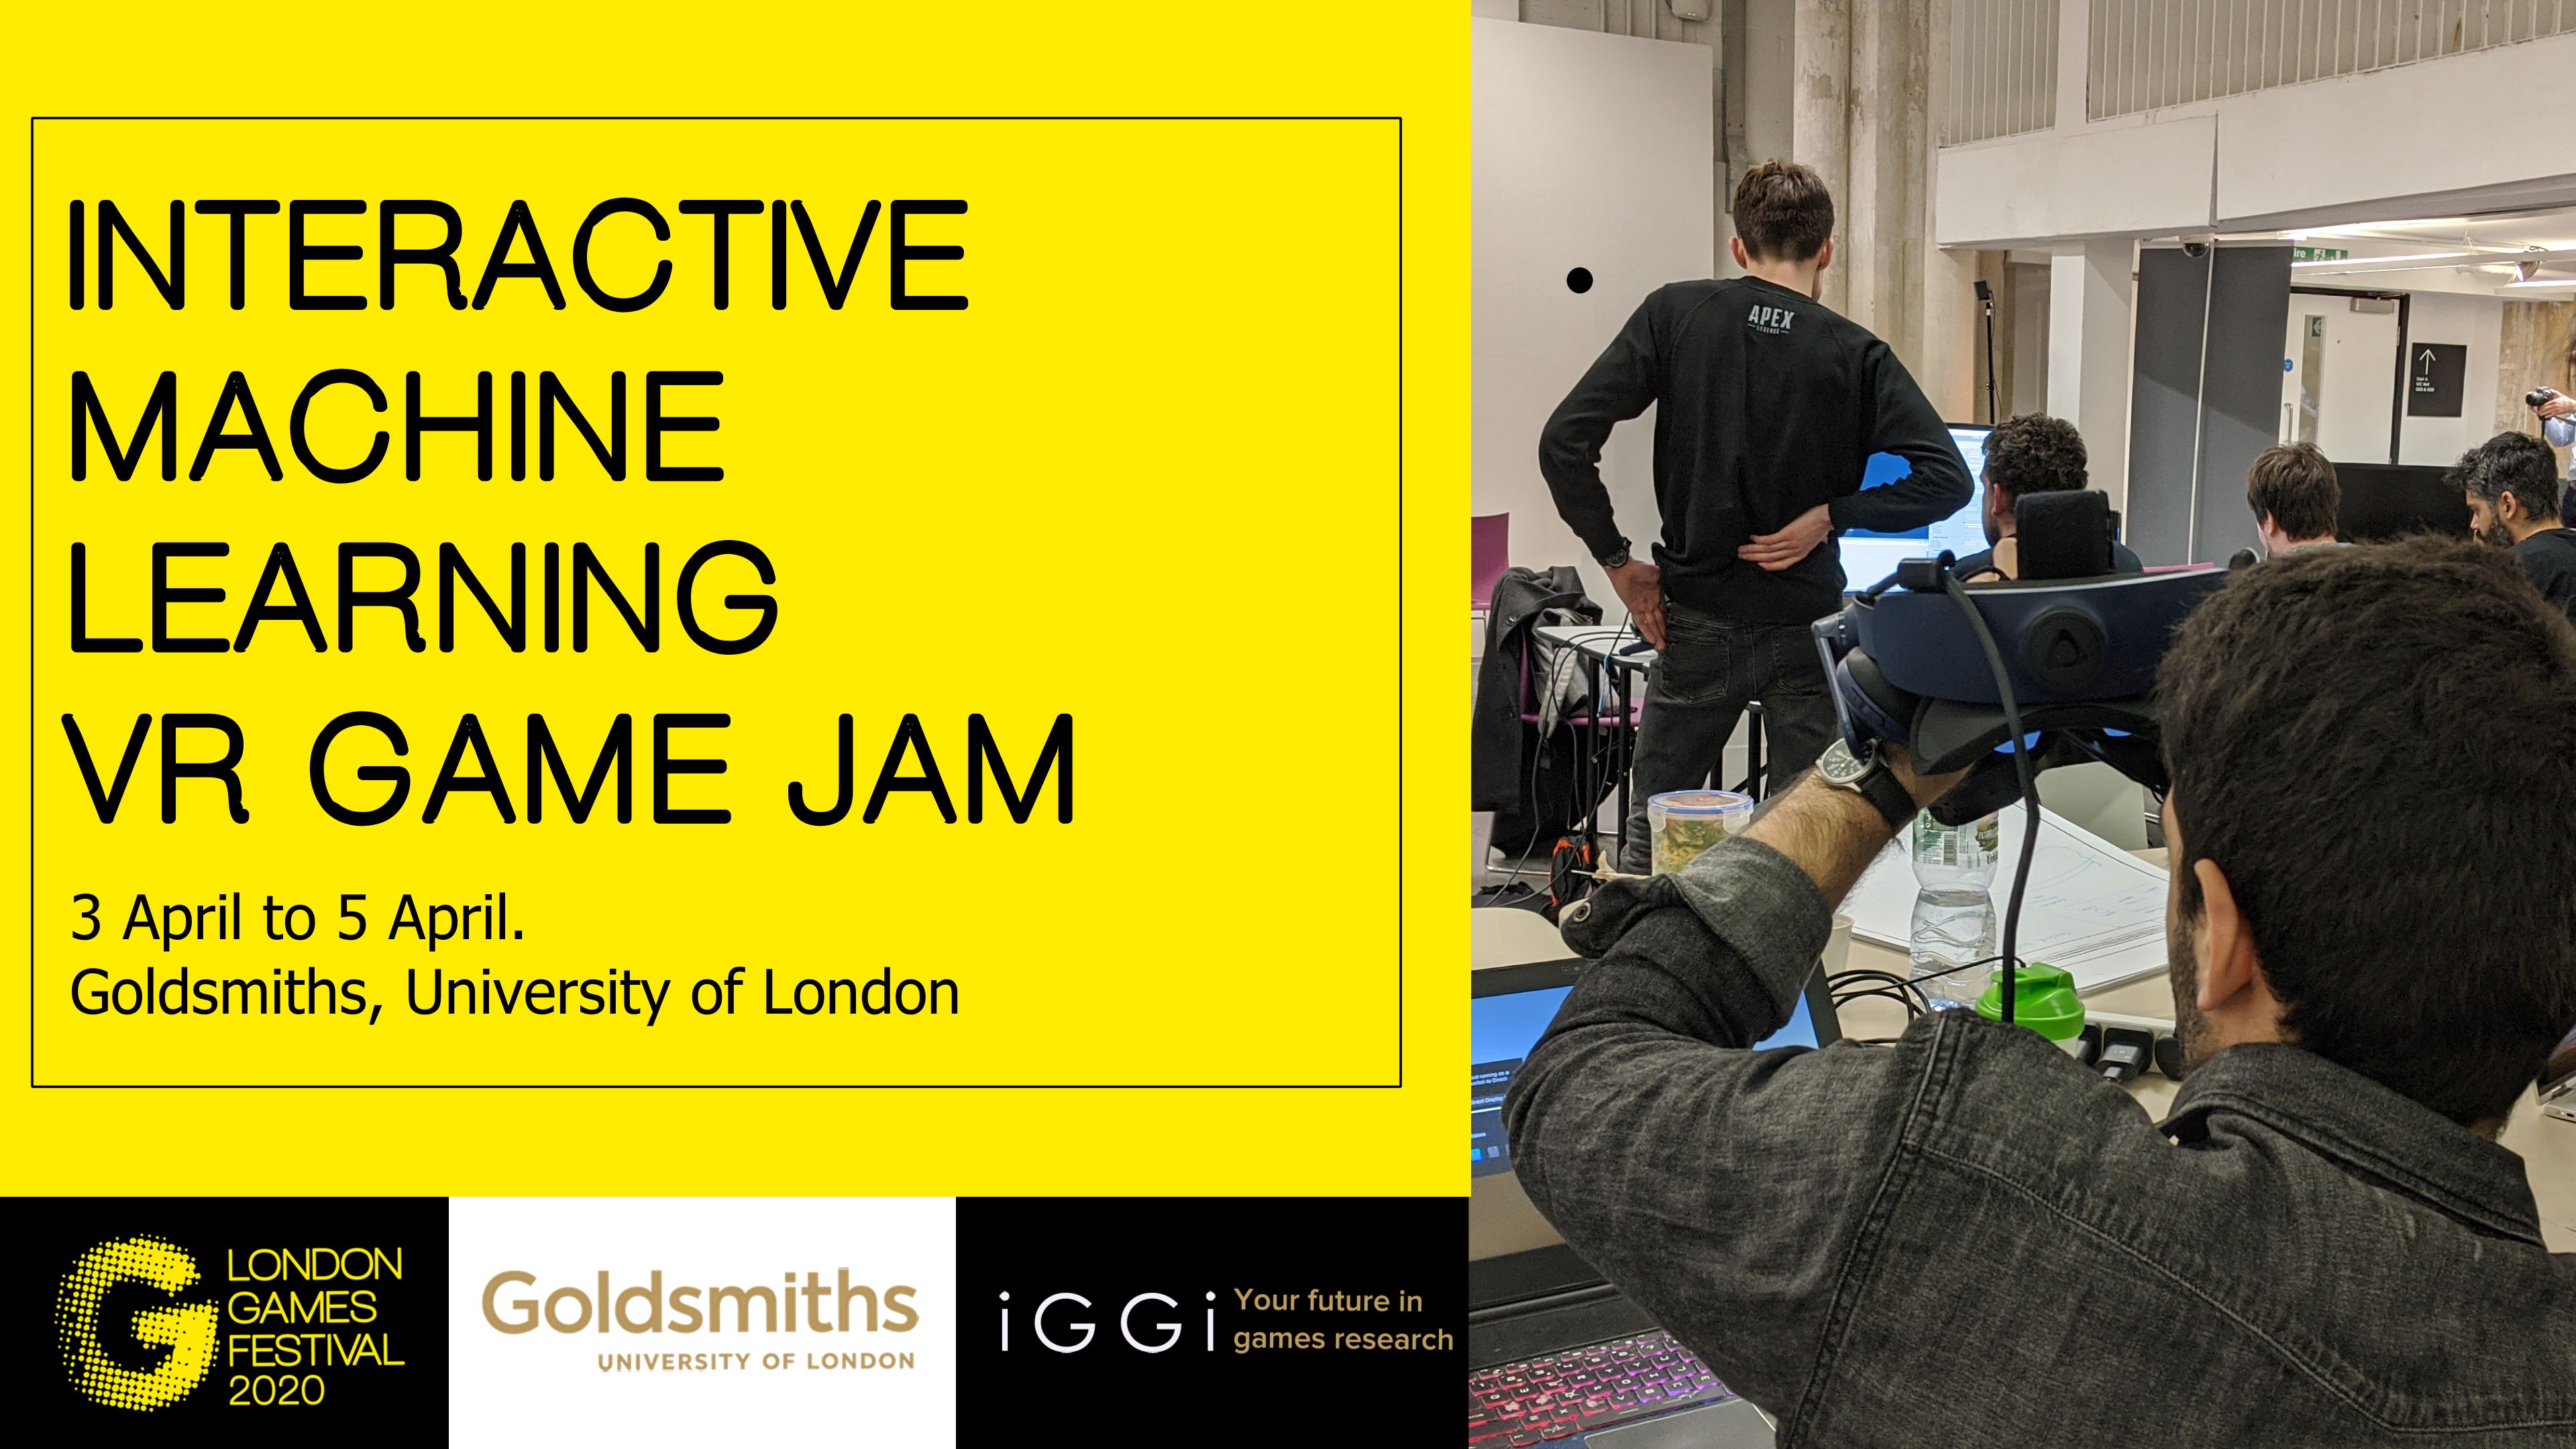 INTERACTIVE
MACHINE
LEARNING
VR GAME JAM
3 April to 5 April.
Goldsmiths, University of London
LONDON
GAMES
FESTIVAL
2020
Goldsmiths
UNIVERSITY OF LONDON
iGGi
Your future in
games research
APEX
LEGENDS